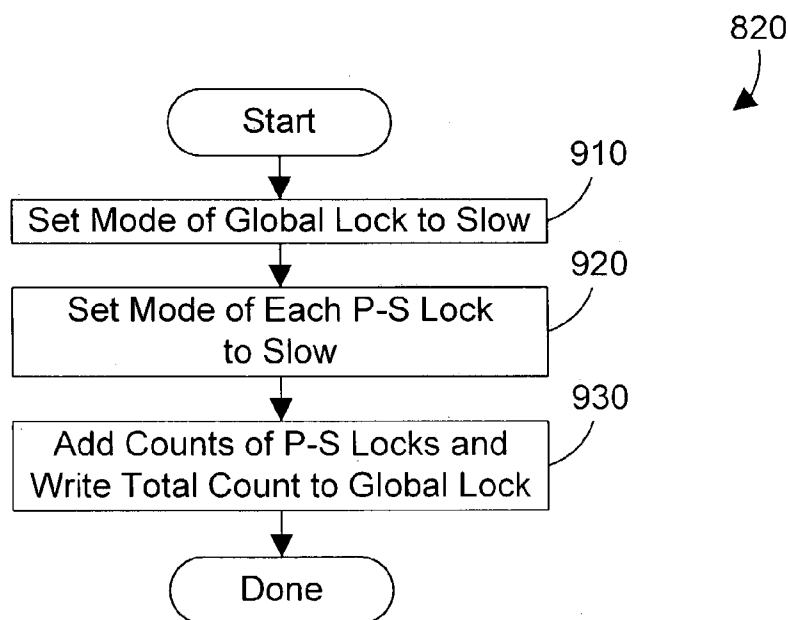 820
Start
910
Set Mode of Global Lock to Slow
920
Set Mode of Each P-S Lock
to Slow
930
Add Counts of P-S Locks and
Write Total Count to Global Lock
Done